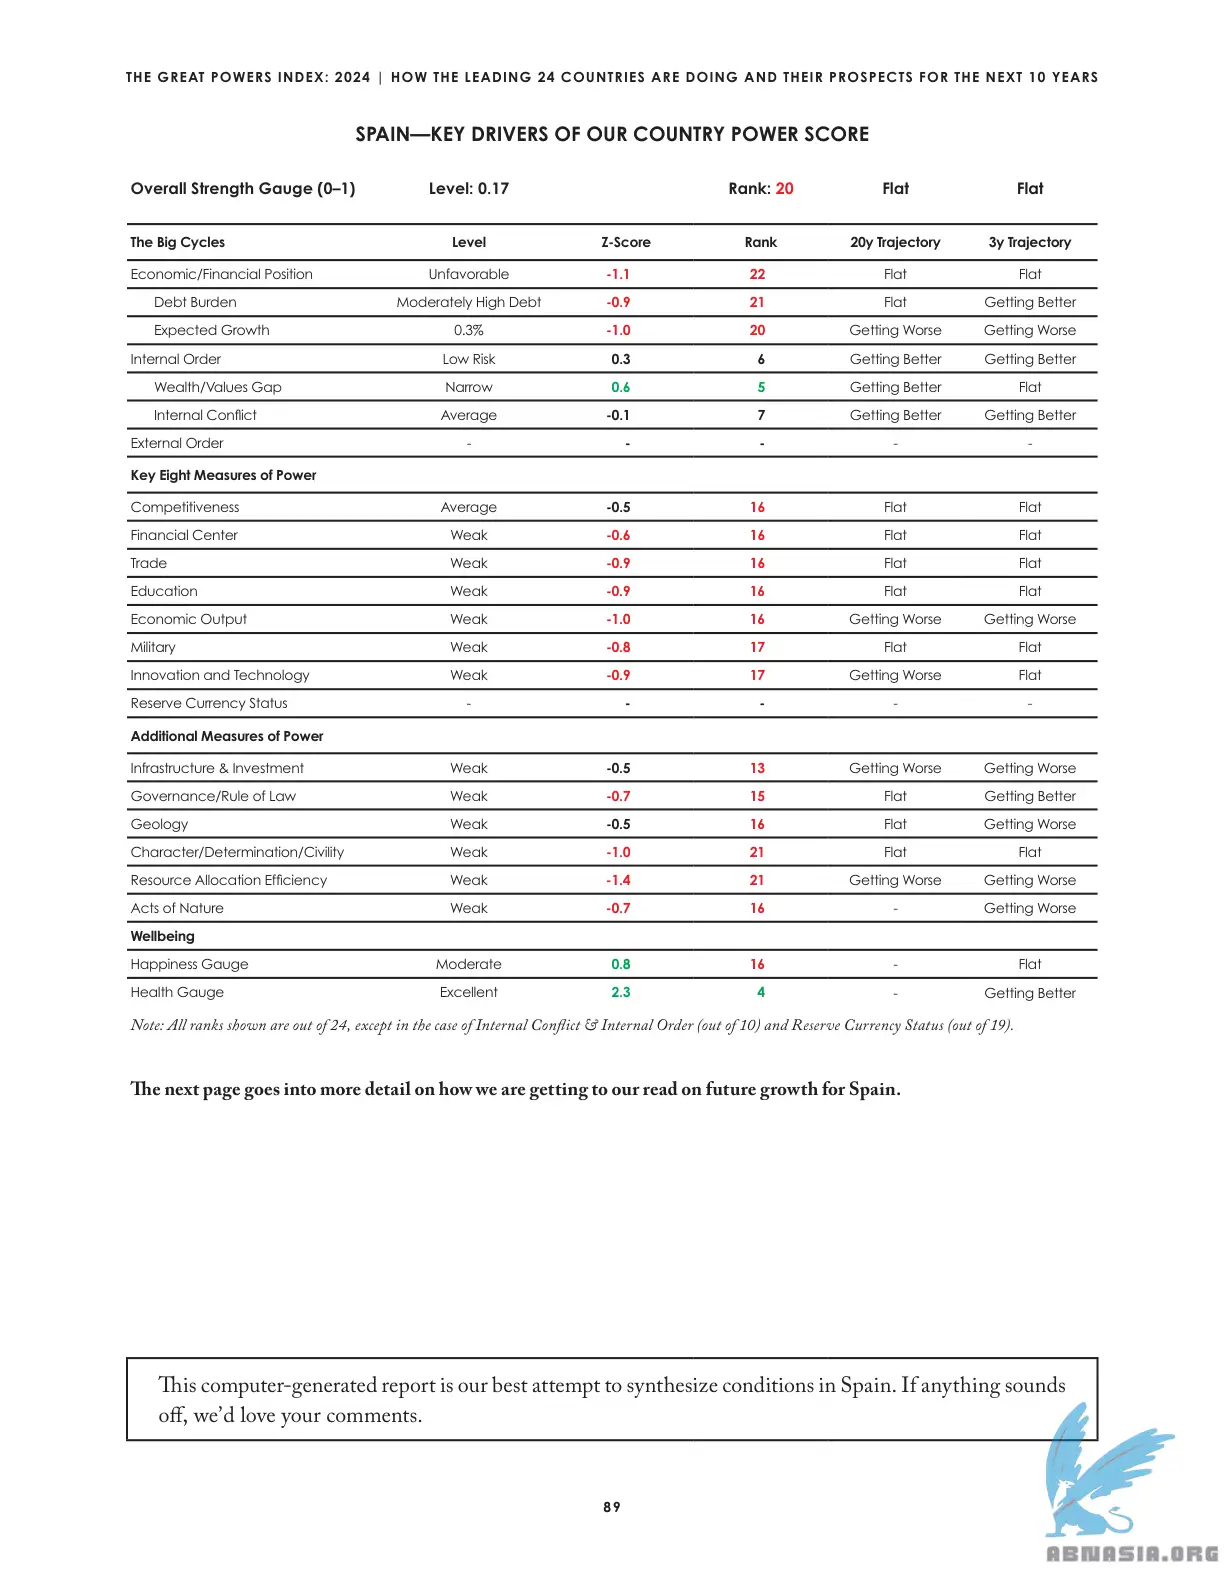 THE GREAT POWERS INDEX: 2024 | HOW THE LEADING 24 COUNTRIES ARE DOING AND THEIR PROSPECTS FOR THE NEXT 10 YEARS
SPAIN—KEY DRIVERS OF OUR COUNTRY POWER SCORE
Overall Strength Gauge (0–1) Level: 0.17 Rank: 20 Flat Flat
The Big Cycles Level Z-Score Rank 20y Trajectory 3y Trajectory
Economic/Financial Position Unfavorable -1.1 22 Flat Flat
Debt Burden Moderately High Debt -0.9 21 Flat Getting Better
Expected Growth 0.3% -1.0 20 Getting Worse Getting Worse
Internal Order Low Risk 0.3 6 Getting Better Getting Better
Wealth/Values Gap Narrow 0.6 5 Getting Better Flat
Internal Conflict Average -0.1 7 Getting Better Getting Better
External Order - - - - -
Key Eight Measures of Power
Competitiveness Average -0.5 16 Flat Flat
Financial Center Weak -0.6 16 Flat Flat
Trade Weak -0.9 16 Flat Flat
Education Weak -0.9 16 Flat Flat
Economic Output Weak -1.0 16 Getting Worse Getting Worse
Military Weak -0.8 17 Flat Flat
Innovation and Technology Weak -0.9 17 Getting Worse Flat
Reserve Currency Status - - - - -
Additional Measures of Power
Infrastructure & Investment Weak -0.5 13 Getting Worse Getting Worse
Governance/Rule of Law Weak -0.7 15 Flat Getting Better
Geology Weak -0.5 16 Flat Getting Worse
Character/Determination/Civility Weak -1.0 21 Flat Flat
Resource Allocation Efficiency Weak -1.4 21 Getting Worse Getting Worse
Acts of Nature Weak -0.7 16 - Getting Worse
Wellbeing
Happiness Gauge Moderate 0.8 16 - Flat
Health Gauge Excellent 2.3 4 - Getting Better
Note: All ranks shown are out of 24, except in the case of Internal Conflict & Internal Order (out of 10) and Reserve Currency Status (out of 19).
The next page goes into more detail on how we are getting to our read on future growth for Spain.
This computer-generated report is our best attempt to synthesize conditions in Spain. If anything sounds
off, we'd love your comments.
89
ABNASIA.ORG